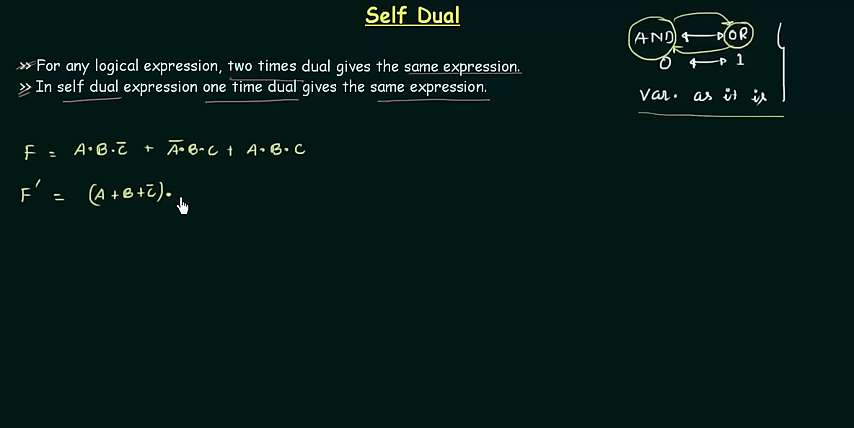 Self Dual
AND ↔ OR
0 ↔ 1
Var. as it is
» For any logical expression, two times dual gives the same expression.
» In self dual expression one time dual gives the same expression.
F = A·B·C̅ + A̅·B·C + A·B·C
F' = (A+B+C̅)·